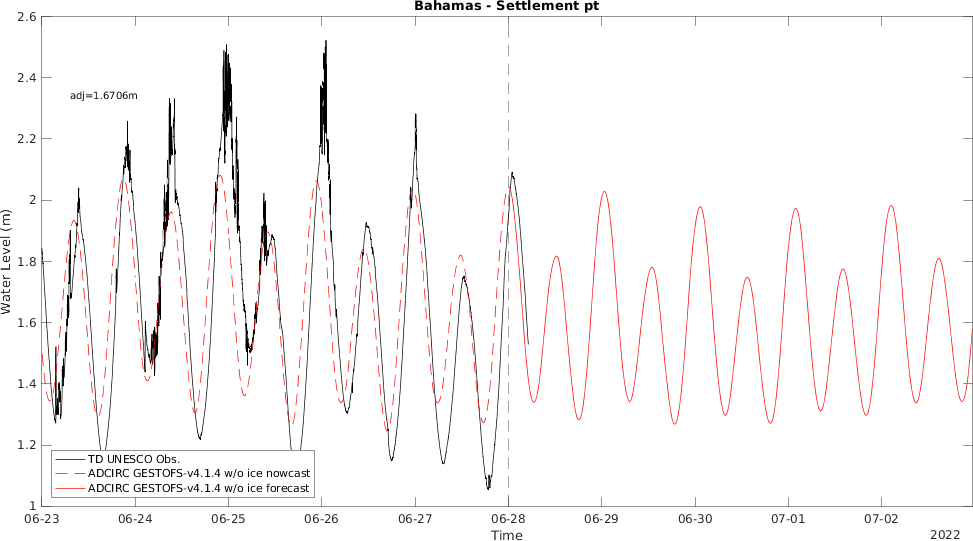 Bahamas - Settlement pt
2.6
2.4
adj=1.6706m
2.2
2
1.8
1.6
1.4
1.2
1
Water Level (m)
TD UNESCO Obs.
ADCIRC GESTOFS-v4.1.4 w/o ice nowcast
ADCIRC GESTOFS-v4.1.4 w/o ice forecast
06-23 06-24 06-25 06-26 06-27 06-28 06-29 06-30 07-01 07-02
Time
2022